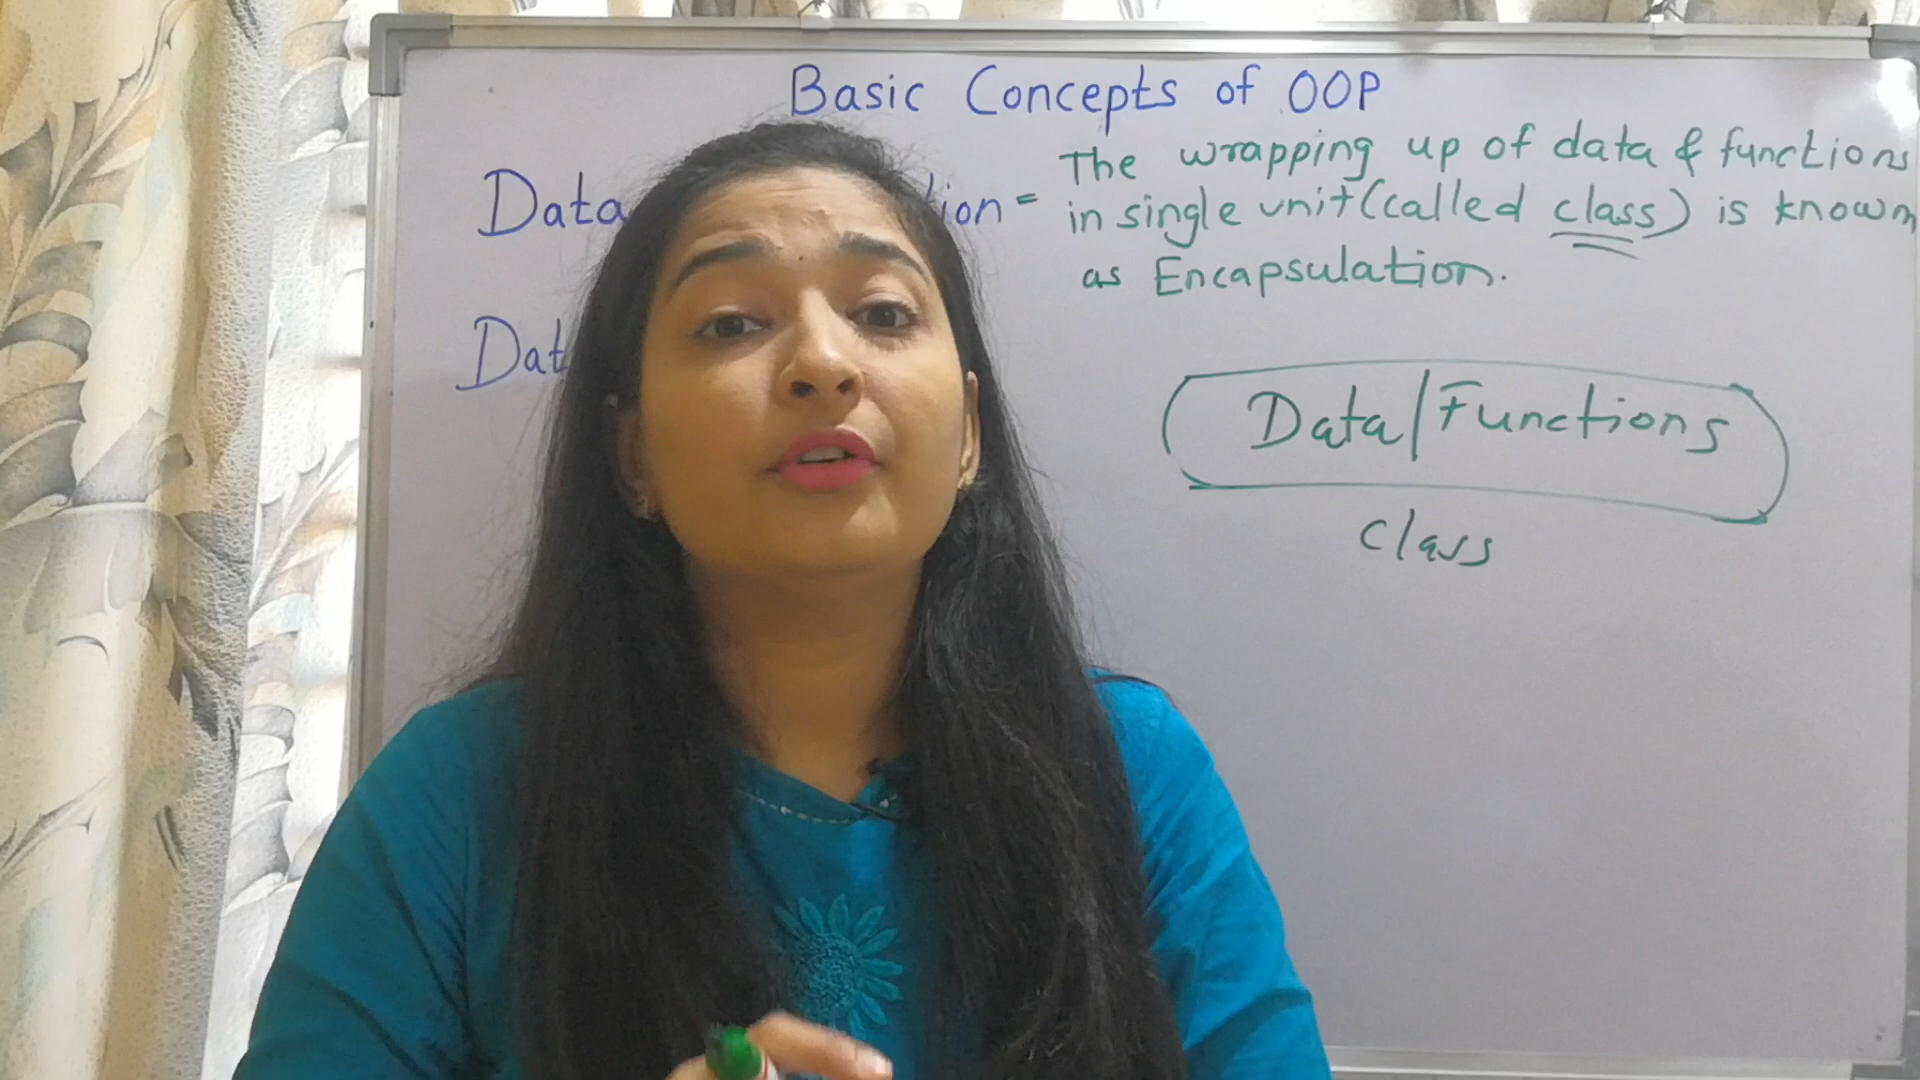 Basic Concepts of OOP
Data ion = The wrapping up of data & functions
in single unit (called class) is known
as Encapsulation.
Dat
Data/Functions
class